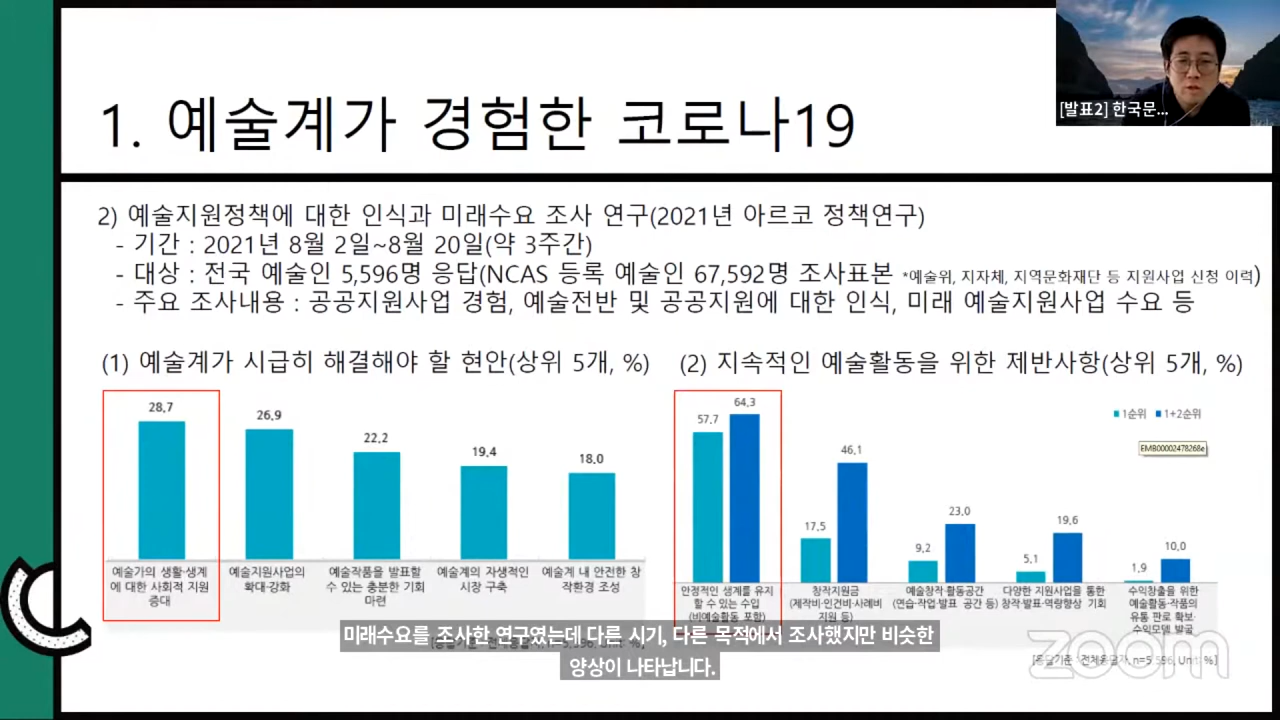 [발표2] 한국문...
1. 예술계가 경험한 코로나19
2) 예술지원정책에 대한 인식과 미래수요 조사 연구(2021년 아르코 정책연구)
- 기간 : 2021년 8월 2일~8월 20일(약 3주간)
- 대상 : 전국 예술인 5,596명 응답(NCAS 등록 예술인 67,592명 조사표본 *예술위, 지자체, 지역문화재단 등 지원사업 신청 이력)
- 주요 조사내용 : 공공지원사업 경험, 예술전반 및 공공지원에 대한 인식, 미래 예술지원사업 수요 등
(1) 예술계가 시급히 해결해야 할 현안(상위 5개, %)
28.7
26.9
22.2
19.4
18.0
예술가의 생활·생계
에 대한 사회적 지원
증대
예술지원사업의
확대·강화
예술작품을 발표할
수 있는 충분한 기회
마련
예술계의 자생적인
시장 구축
예술계 내 안전한 창
작환경 조성
(2) 지속적인 예술활동을 위한 제반사항(상위 5개, %)
1순위 1+2순위
EMB00002478268e
57.7 64.3
17.5 46.1
9.2 23.0
5.1 19.6
1.9 10.0
안정적인 생계를 유지
할 수 있는 수입
(비예술활동 포함)
창작지원금
(제작비·인건비·사례비
지원 등)
예술창작 활동공간
(연습·작업·발표 공간 등)
다양한 지원사업을 통한
창작·발표·역량향상 기회
수익창출을 위한
예술활동·작품의
유통 판로 확보·
수익모델 발굴
[응답기준 : 전체응답자, n=5,596, Unit: %]
미래수요를 조사한 연구였는데 다른 시기, 다른 목적에서 조사했지만 비슷한
양상이 나타납니다.
zoom